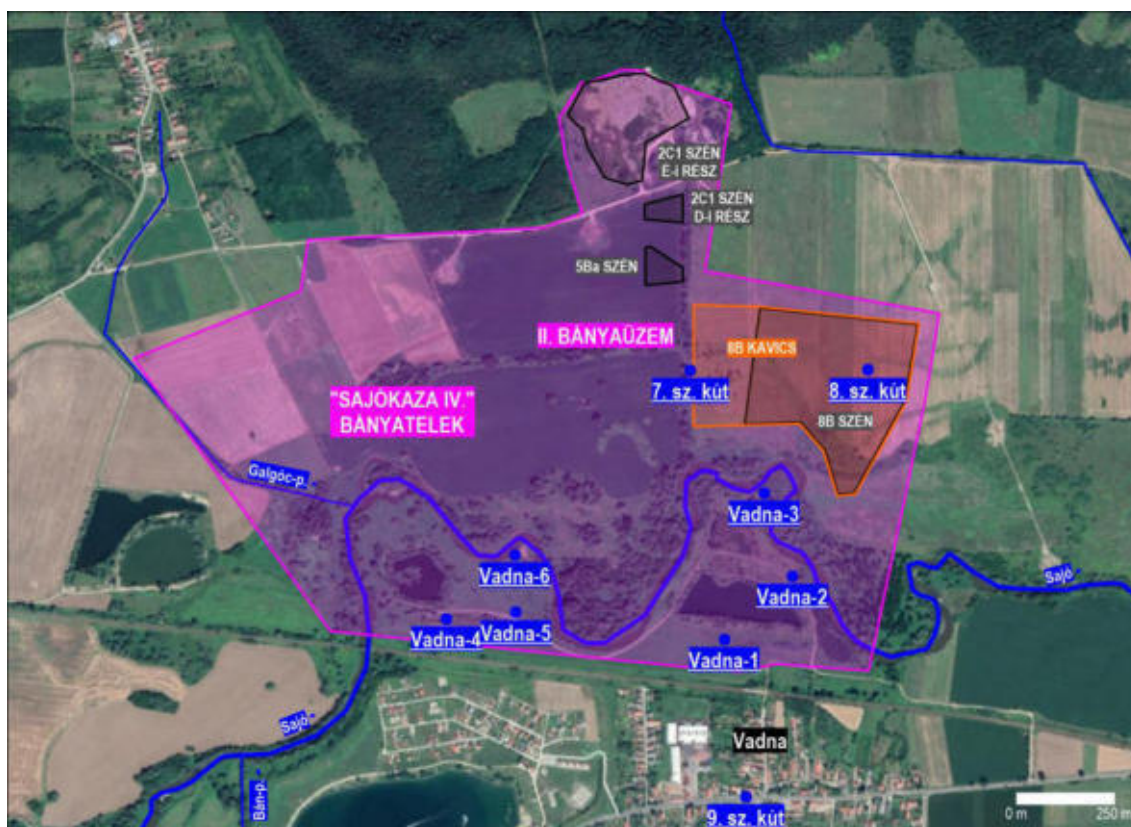 2C1 SZÉN
E-i RÉSZ
2C1 SZÉN
D-i RÉSZ
5Ba SZÉN
II. BÁNYAÜZEM
8B KAVICS
7. sz. kút
8. sz. kút
"SAJÓKAZA IV."
BÁNYATELEK
8B SZÉN
Galgóc-p.
Vadna-3
Vadna-6
Vadna-2
Sajó
Vadna-5
Vadna-4
Vadna-1
Sajó
Vadna
Bán-p.
9. sz. kút
0 m
250 m